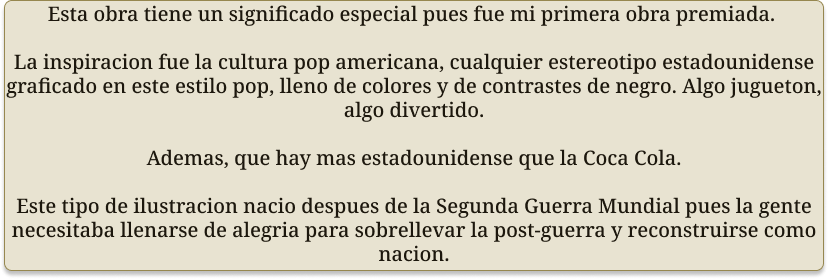 Esta obra tiene un significado especial pues fue mi primera obra premiada.
La inspiracion fue la cultura pop americana, cualquier estereotipo estadounidense
graficado en este estilo pop, lleno de colores y de contrastes de negro. Algo jugueton,
algo divertido.
Ademas, que hay mas estadounidense que la Coca Cola.
Este tipo de ilustracion nacio despues de la Segunda Guerra Mundial pues la gente
necesitaba llenarse de alegria para sobrellevar la post-guerra y reconstruirse como
nacion.